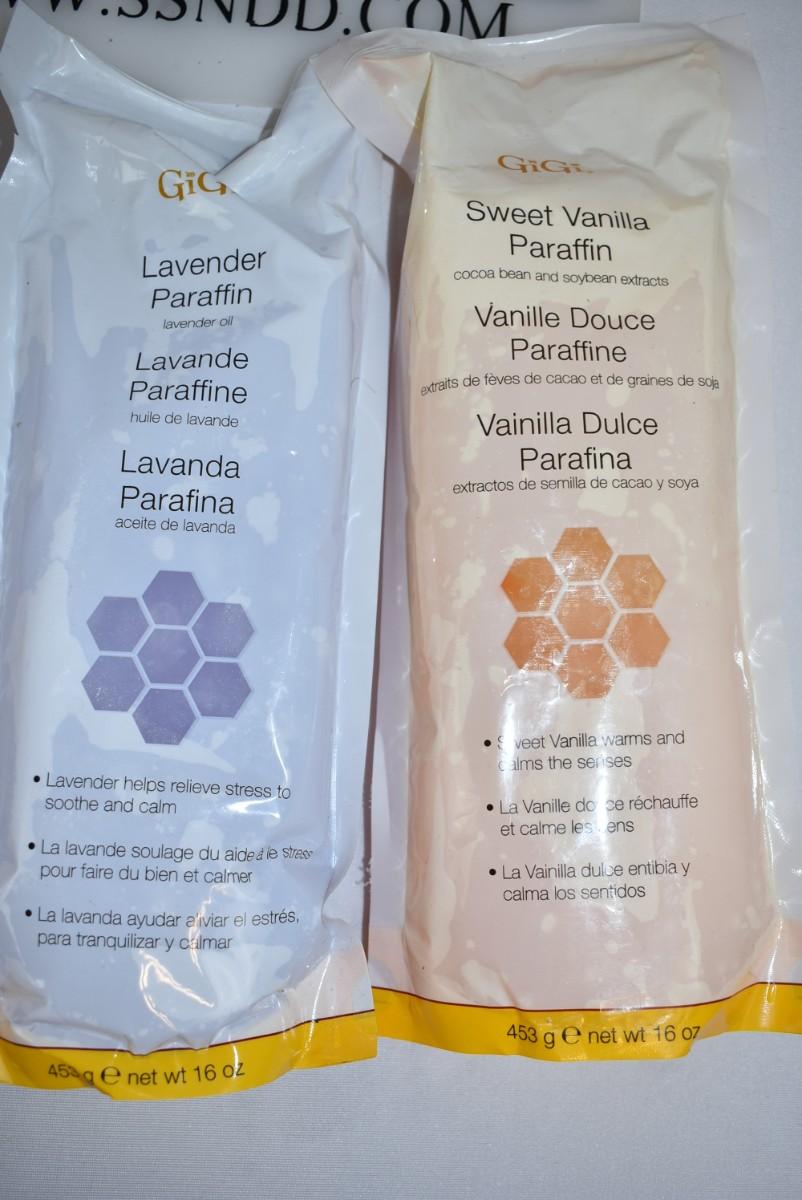 .SSNDD.COM
GiGi
Lavender
Paraffin
lavender oil
Lavande
Paraffine
huile de lavande
Lavanda
Parafina
aceite de lavanda
• Lavender helps relieve stress to
soothe and calm
• La lavande soulage du aide à le stress
pour faire du bien et calmer
• La lavanda ayudar aliviar el estrés,
para tranquilizar y calmar
453 g ℮ net wt 16 oz
GiGi
Sweet Vanilla
Paraffin
cocoa bean and soybean extracts
Vanille Douce
Paraffine
extraits de fèves de cacao et de graines de soja
Vainilla Dulce
Parafina
extractos de semilla de cacao y soya
• Sweet Vanilla warms and
calms the senses
• La Vanille douce réchauffe
et calme les sens
• La Vainilla dulce entibia y
calma los sentidos
453 g ℮ net wt 16 oz